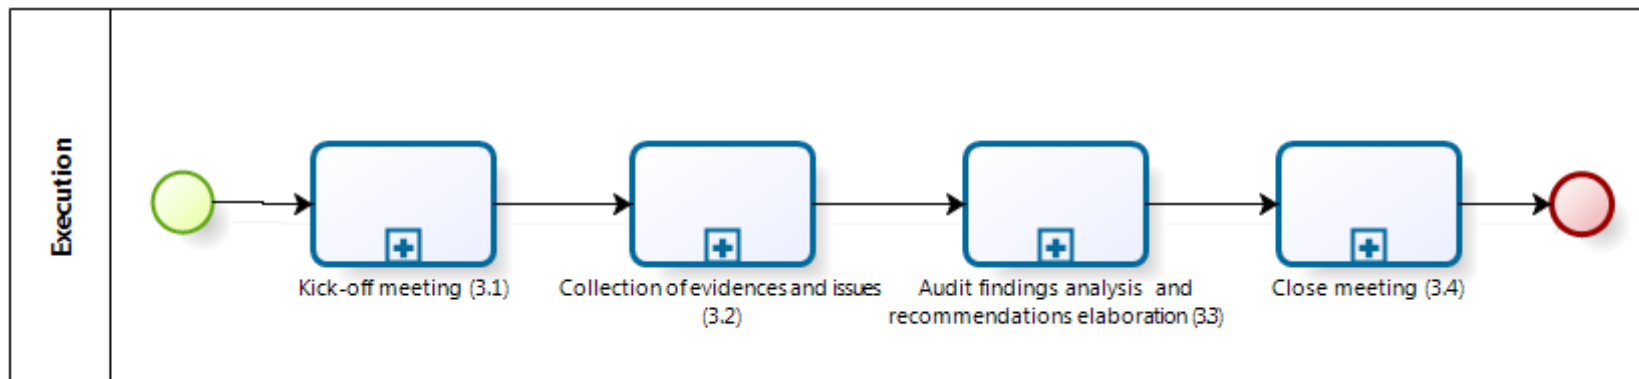 Execution
Kick-off meeting (3.1)
Collection of evidences and issues
(3.2)
Audit findings analysis and
recommendations elaboration (3.3)
Close meeting (3.4)